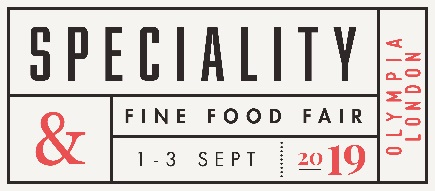 SPECIALITY
& FINE FOOD FAIR
1-3 SEPT 2019
OLYMPIA
LONDON